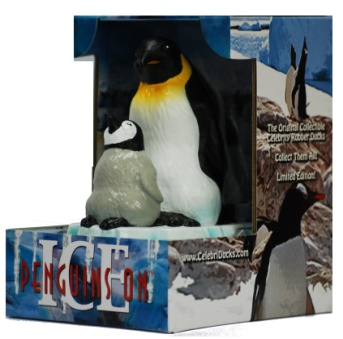 The Original Collectible
Celebrity Rubber Ducks
Collect Them All!
Limited Edition!
www.CelebriDucks.com
PENGUINS ON
ICE